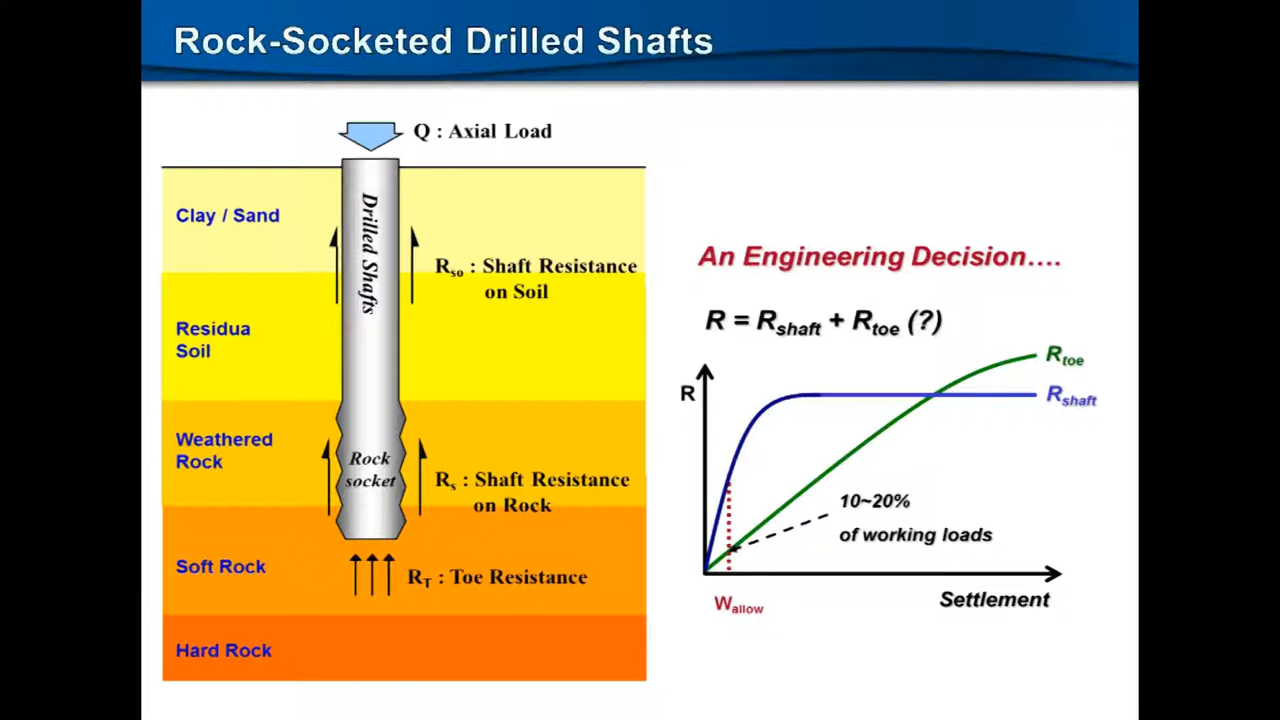 Rock-Socketed Drilled Shafts
Q : Axial Load
Clay / Sand
Drilled Shafts
Rso : Shaft Resistance
on Soil
Residua
Soil
Weathered
Rock
Rock
socket
Rs : Shaft Resistance
on Rock
Soft Rock
RT : Toe Resistance
Hard Rock
An Engineering Decision....
R = Rshaft + Rtoe (?)
Rtoe
R
Rshaft
10~20%
of working loads
Wallow
Settlement